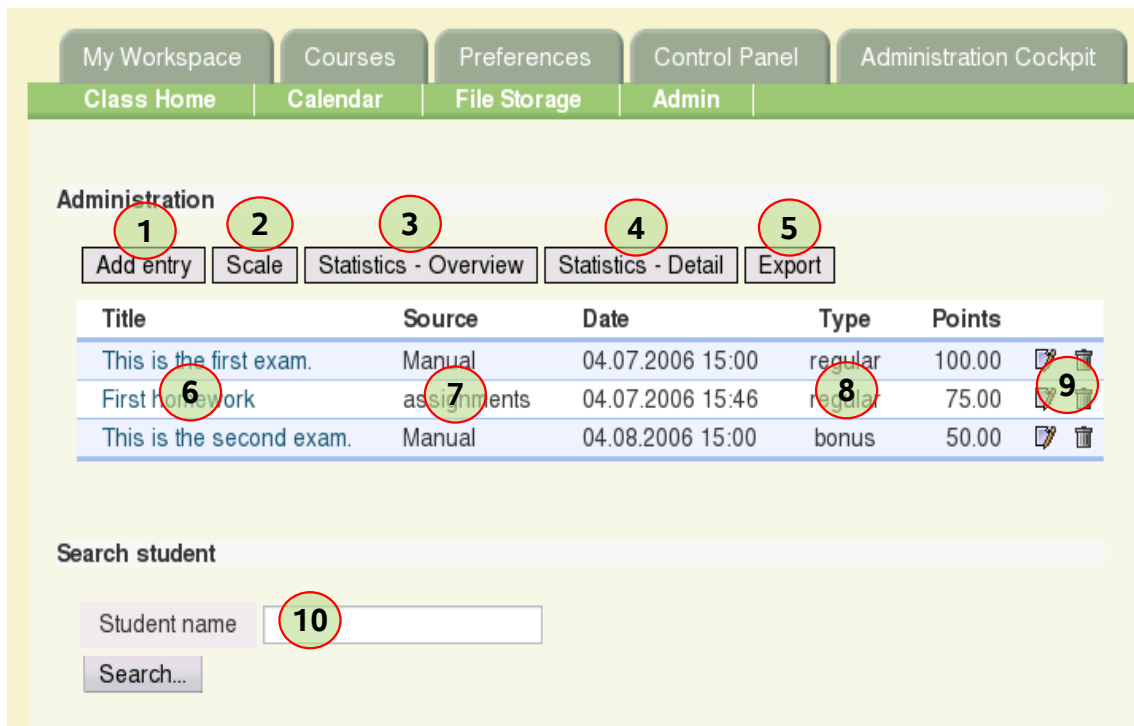 My Workspace Courses Preferences Control Panel Administration Cockpit
Class Home Calendar File Storage Admin
Administration
1 2 3 4 5
Add entry Scale Statistics - Overview Statistics - Detail Export
Title Source Date Type Points
This is the first exam. Manual 04.07.2006 15:00 regular 100.00
First homework assignments 04.07.2006 15:46 regular 75.00
6 7 8 9
This is the second exam. Manual 04.08.2006 15:00 bonus 50.00
Search student
Student name 10
Search...